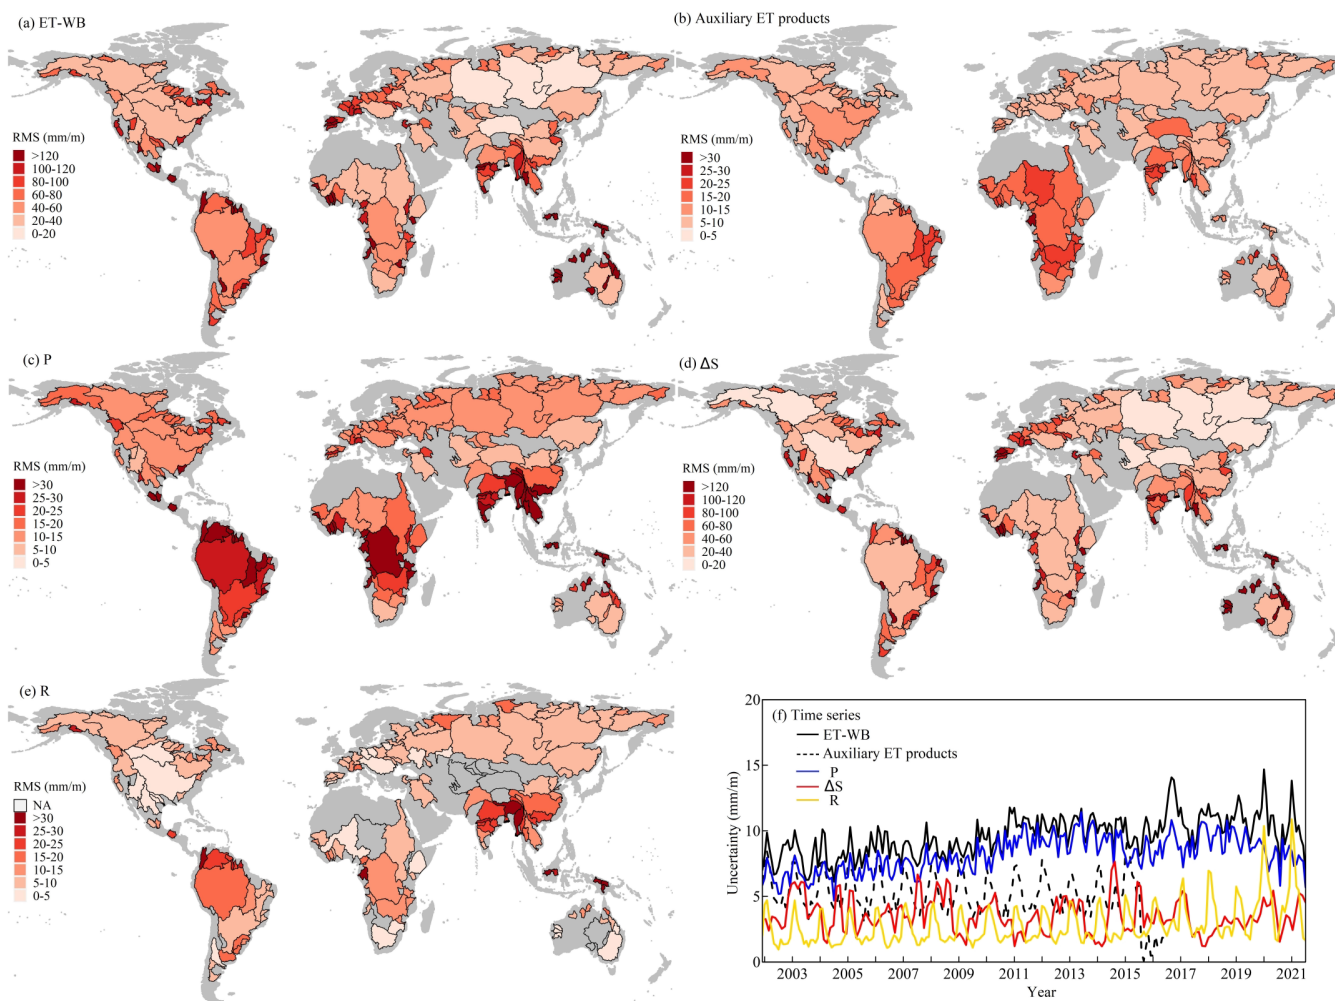 (a) ET-WB
RMS (mm/m)
>120
100-120
80-100
60-80
40-60
20-40
0-20
(b) Auxiliary ET products
RMS (mm/m)
>30
25-30
20-25
15-20
10-15
5-10
0-5
(c) P
RMS (mm/m)
>30
25-30
20-25
15-20
10-15
5-10
0-5
(d) ΔS
RMS (mm/m)
>120
100-120
80-100
60-80
40-60
20-40
0-20
(e) R
RMS (mm/m)
NA
>30
25-30
20-25
15-20
10-15
5-10
0-5
(f) Time series
ET-WB
Auxiliary ET products
P
ΔS
R
Uncertainty (mm/m)
20
15
10
5
0
2003 2005 2007 2009 2011 2013 2015 2017 2019 2021
Year